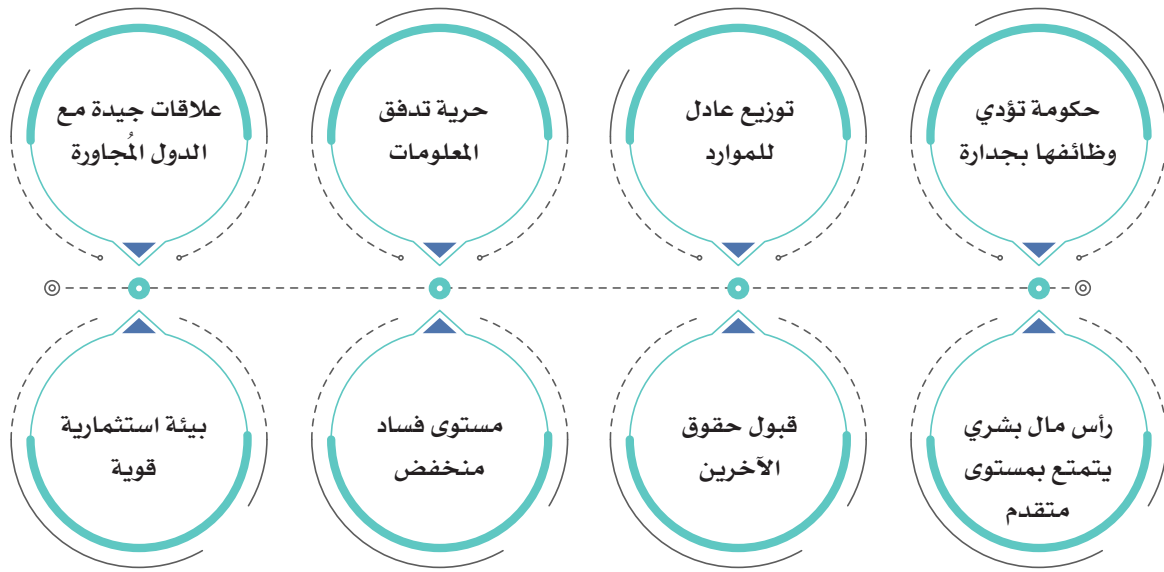 حكومة تؤدي
وظائفها بجدارة
توزيع عادل
للموارد
حرية تدفق
المعلومات
علاقات جيدة مع
الدول المُجاورة
رأس مال بشري
يتمتع بمستوى
متقدم
قبول حقوق
الآخرين
مستوى فساد
منخفض
بيئة استثمارية
قوية